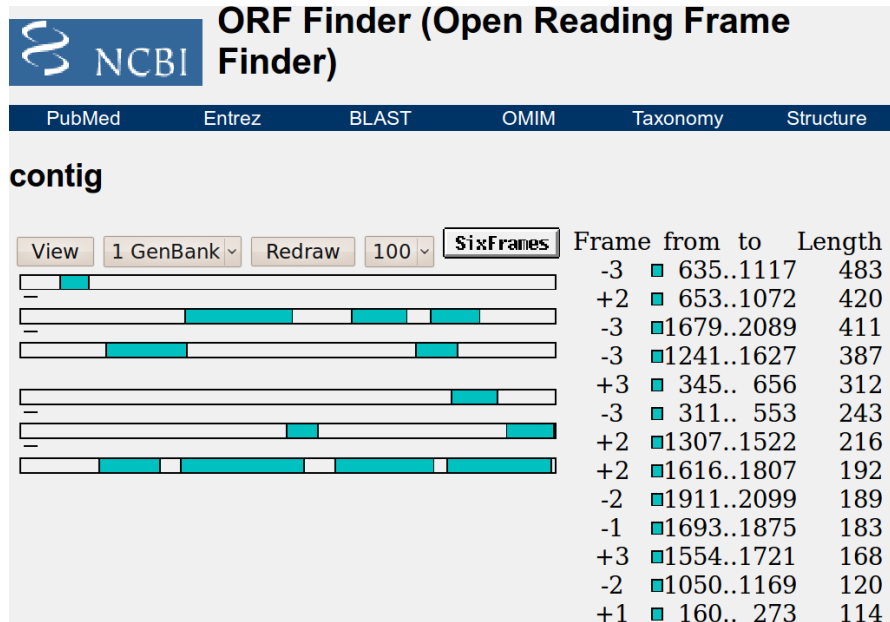 NCBI
ORF Finder (Open Reading Frame
Finder)
PubMed Entrez BLAST OMIM Taxonomy Structure
contig
View 1 GenBank Redraw 100 SixFrames
Frame from to Length
-3 635..1117 483
+2 653..1072 420
-3 1679..2089 411
-3 1241..1627 387
+3 345.. 656 312
-3 311.. 553 243
+2 1307..1522 216
+2 1616..1807 192
-2 1911..2099 189
-1 1693..1875 183
+3 1554..1721 168
-2 1050..1169 120
+1 160.. 273 114